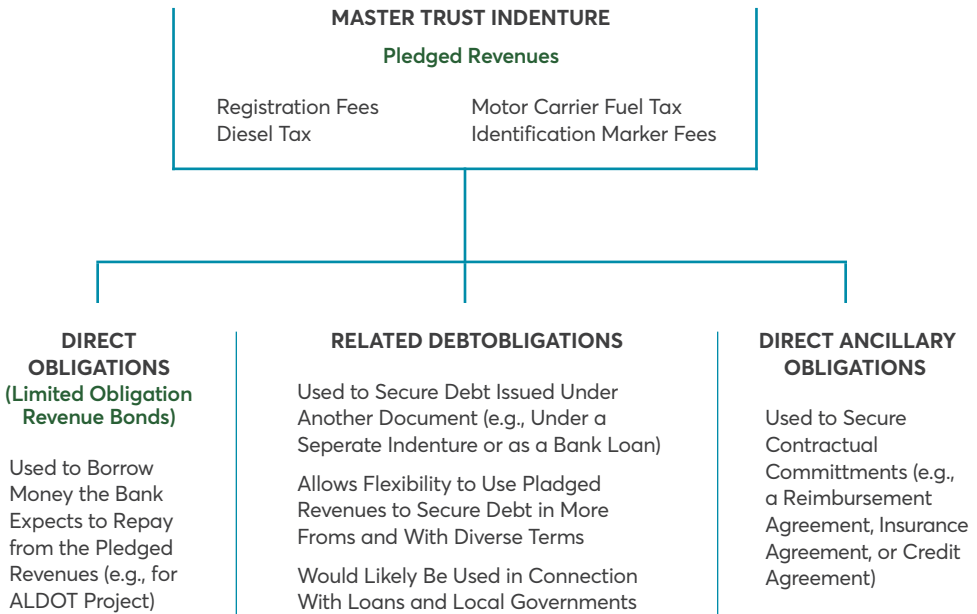 MASTER TRUST INDENTURE
Pledged Revenues
Registration Fees
Diesel Tax
Motor Carrier Fuel Tax
Identification Marker Fees
DIRECT
OBLIGATIONS
(Limited Obligation
Revenue Bonds)
Used to Borrow
Money the Bank
Expects to Repay
from the Pledged
Revenues (e.g., for
ALDOT Project)
RELATED DEBTOBLIGATIONS
Used to Secure Debt Issued Under
Another Document (e.g., Under a
Seperate Indenture or as a Bank Loan)
Allows Flexibility to Use Pladged
Revenues to Secure Debt in More
Froms and With Diverse Terms
Would Likely Be Used in Connection
With Loans and Local Governments
DIRECT ANCILLARY
OBLIGATIONS
Used to Secure
Contractual
Committments (e.g.,
a Reimbursement
Agreement, Insurance
Agreement, or Credit
Agreement)